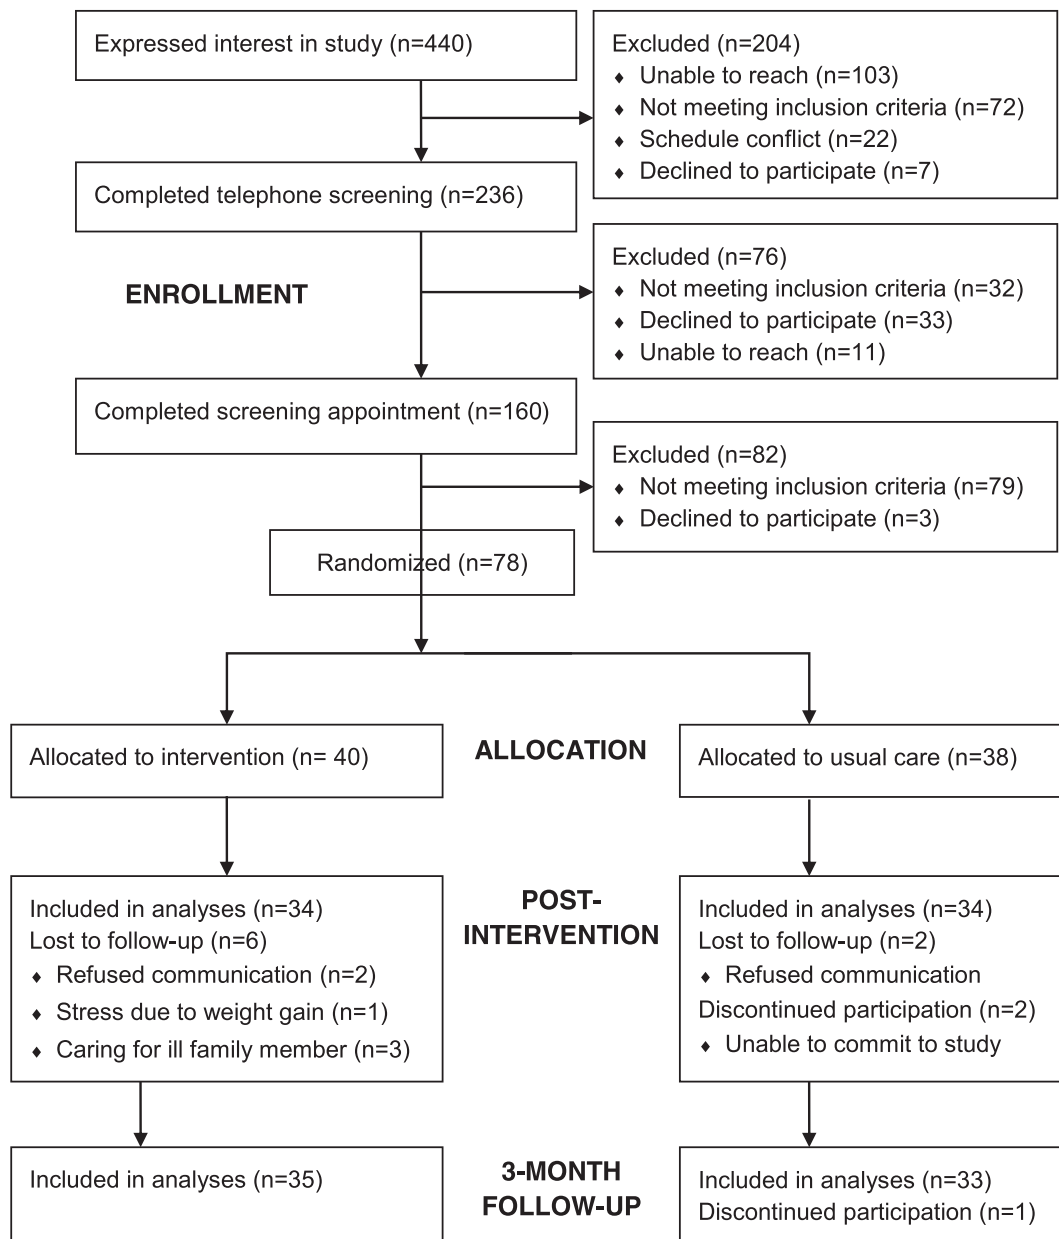 Expressed interest in study (n=440)
Excluded (n=204)
♦ Unable to reach (n=103)
♦ Not meeting inclusion criteria (n=72)
♦ Schedule conflict (n=22)
♦ Declined to participate (n=7)
Completed telephone screening (n=236)
Excluded (n=76)
♦ Not meeting inclusion criteria (n=32)
♦ Declined to participate (n=33)
♦ Unable to reach (n=11)
ENROLLMENT
Completed screening appointment (n=160)
Excluded (n=82)
♦ Not meeting inclusion criteria (n=79)
♦ Declined to participate (n=3)
Randomized (n=78)
Allocated to intervention (n= 40)
ALLOCATION
Allocated to usual care (n=38)
Included in analyses (n=34)
Lost to follow-up (n=6)
♦ Refused communication (n=2)
♦ Stress due to weight gain (n=1)
♦ Caring for ill family member (n=3)
POST-
INTERVENTION
Included in analyses (n=34)
Lost to follow-up (n=2)
♦ Refused communication
Discontinued participation (n=2)
♦ Unable to commit to study
Included in analyses (n=35)
3-MONTH
FOLLOW-UP
Included in analyses (n=33)
Discontinued participation (n=1)